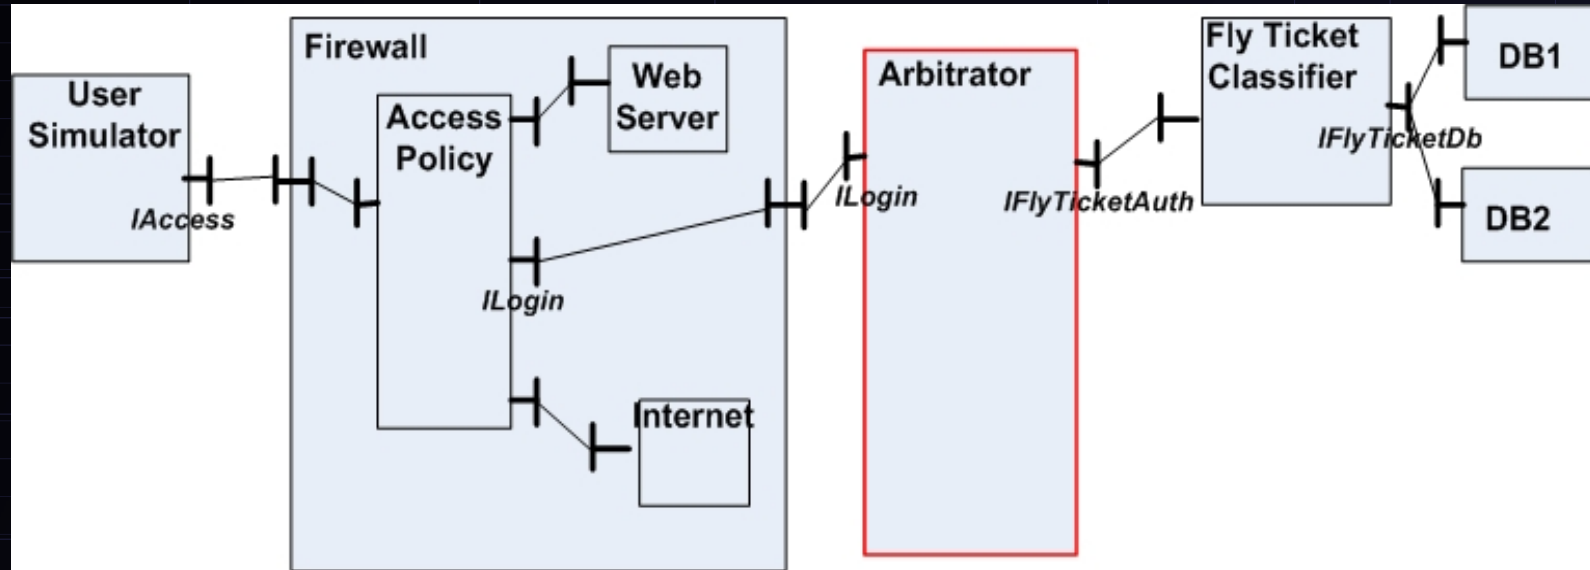 User
Simulator
IAccess
Firewall
Access
Policy
Web
Server
ILogin
Internet
Arbitrator
ILogin
IFlyTicketAuth
Fly Ticket
Classifier
IFlyTicketDb
DB1
DB2